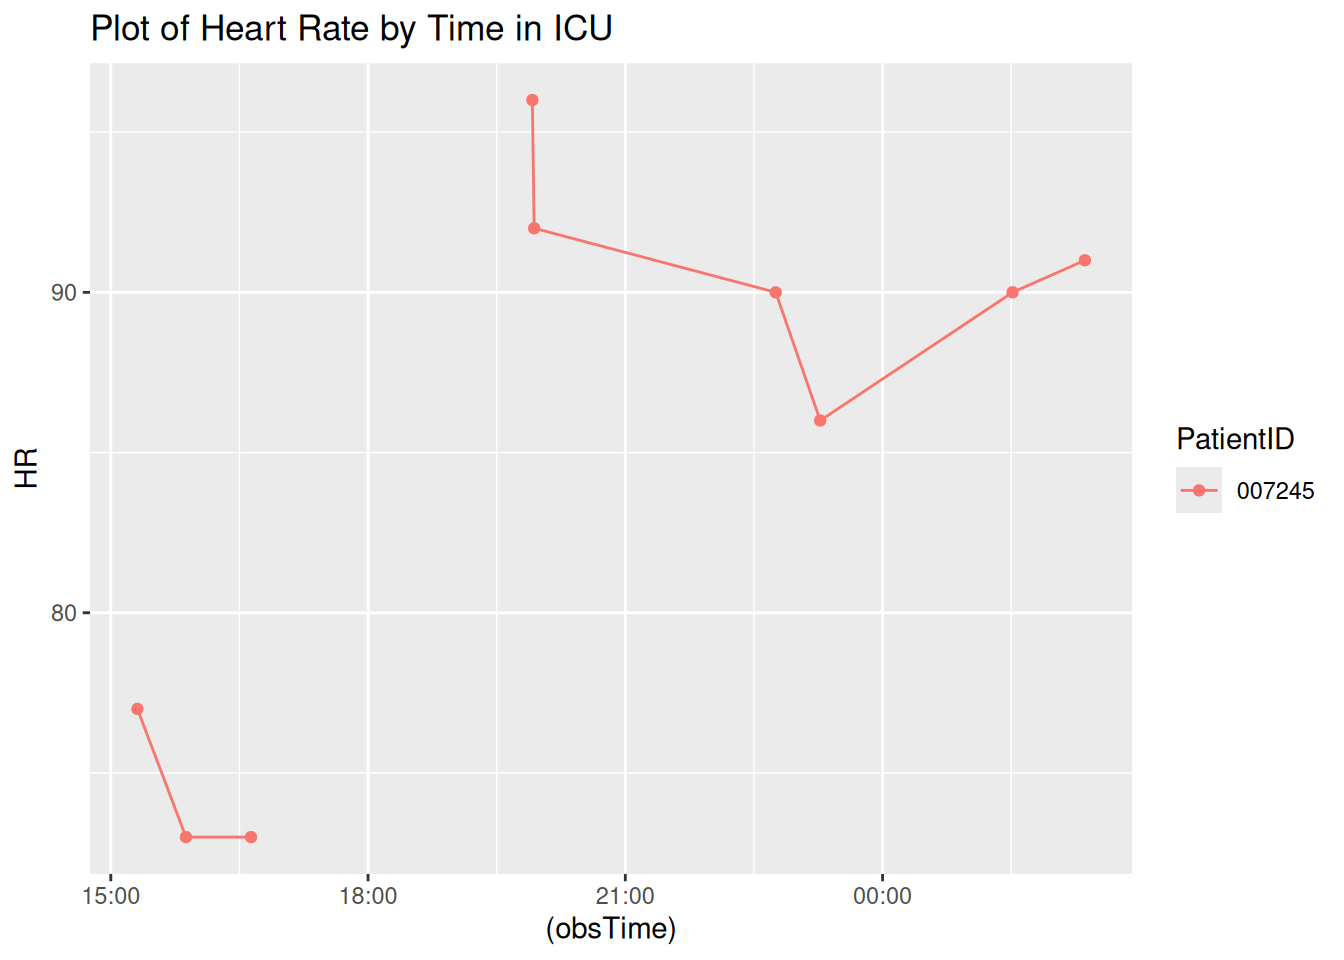 Plot of Heart Rate by Time in ICU
HR
90
80
15:00 18:00 21:00 00:00
(obsTime)
PatientID
007245